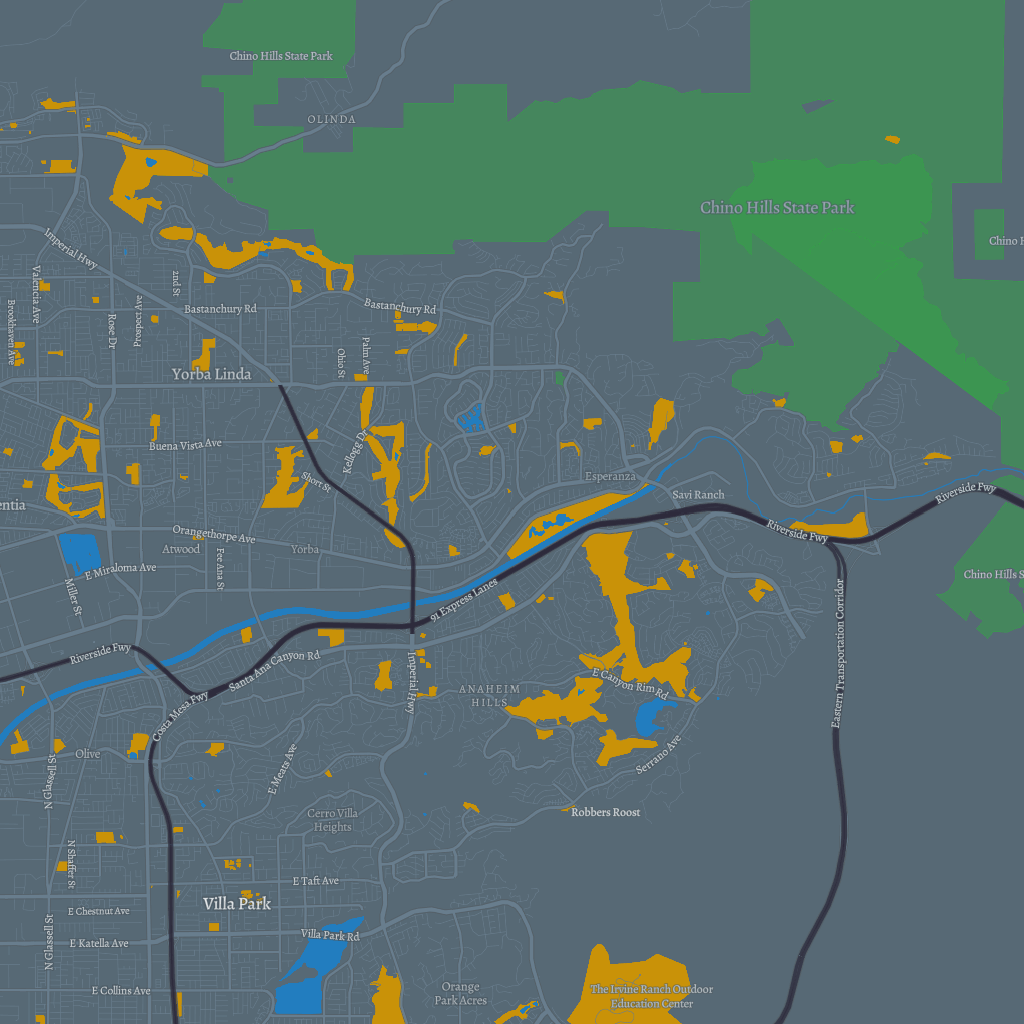 Chino Hills State Park
OLINDA
Chino Hills State Park
Chino H
Imperial Hwy
Valencia Ave
2nd St
Brookhaven Ave
Prospect Ave
Rose Dr
Bastanchury Rd
Bastanchury Rd
Ohio St
Palm Ave
Yorba Linda
Buena Vista Ave
Kellogg Dr
Short St
Esperanza
Savi Ranch
Riverside Fwy
Riverside Fwy
entia
Orangethorpe Ave
Atwood
Yorba
Fee Ana St
E Miraloma Ave
Miller St
Chino Hills S
91 Express Lanes
Eastern Transportation Corridor
Riverside Fwy
Santa Ana Canyon Rd
Imperial Hwy
Costa Mesa Fwy
ANAHEIM
HILLS
E Canyon Rim Rd
Serrano Ave
Olive
N Glassell St
E Meats Ave
Cerro Villa
Heights
Robbers Roost
N Shaffer St
E Taft Ave
Villa Park
E Chestnut Ave
N Glassell St
E Katella Ave
Villa Park Rd
E Collins Ave
Orange
Park Acres
The Irvine Ranch Outdoor
Education Center